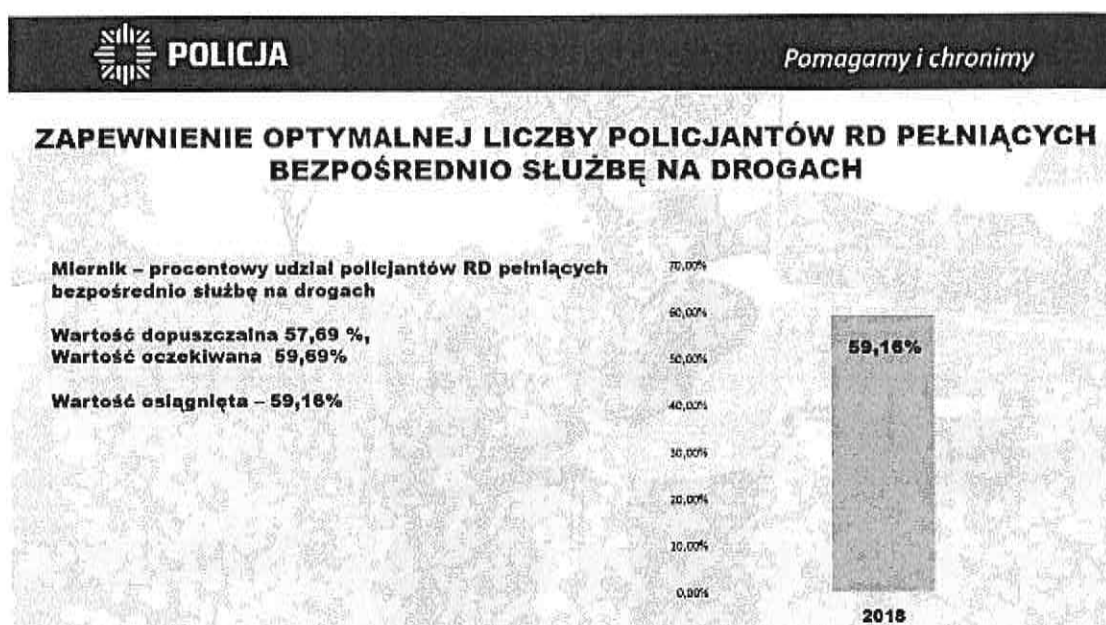 POLICJA
Pomagamy i chronimy
ZAPEWNIENIE OPTYMALNEJ LICZBY POLICJANTÓW RD PEŁNIĄCYCH
BEZPOŚREDNIO SŁUŻBĘ NA DROGACH
Miernik – procentowy udział policjantów RD pełniących
bezpośrednio służbę na drogach
Wartość dopuszczalna 57,69 %,
Wartość oczekiwana 59,69%
Wartość osiągnięta – 59,16%
70,00%
60,00%
50,00%
40,00%
30,00%
20,00%
10,00%
0,00%
59,16%
2018